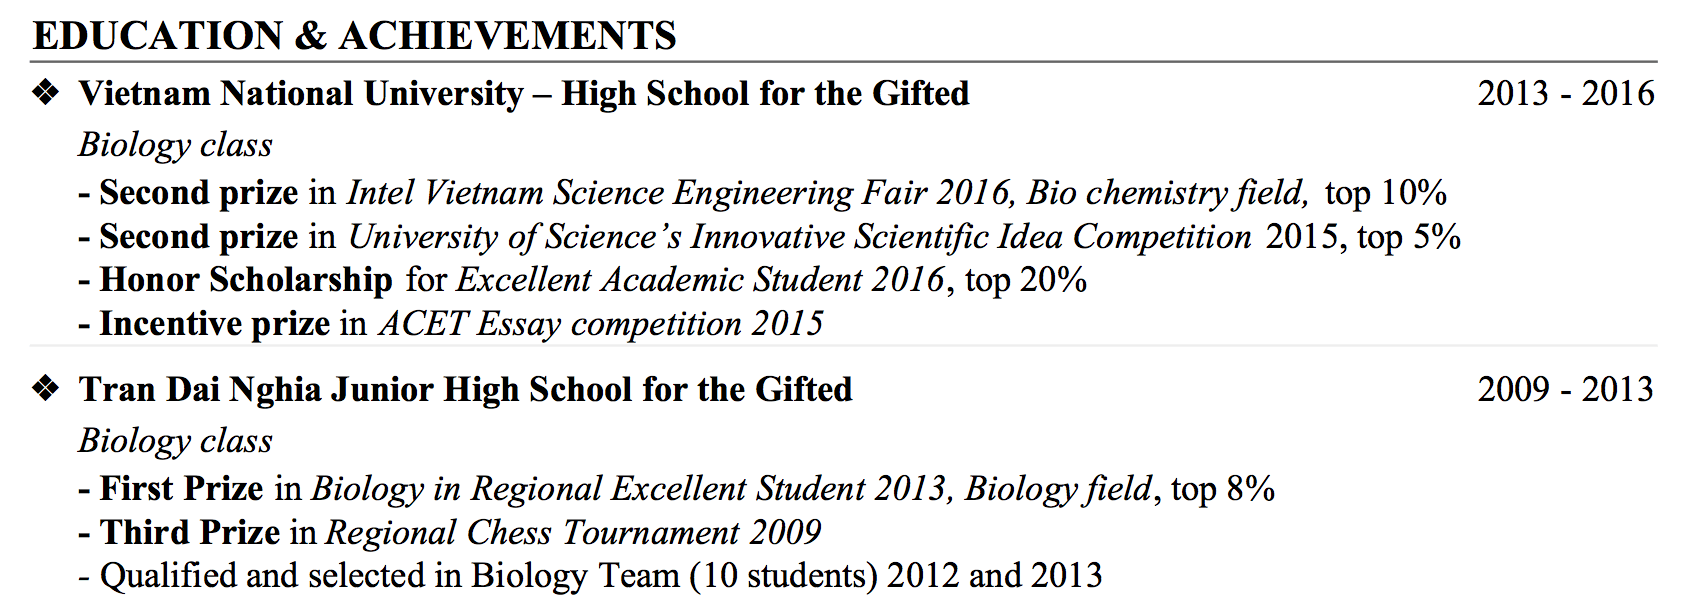 EDUCATION & ACHIEVEMENTS
❖ Vietnam National University – High School for the Gifted 2013 - 2016
Biology class
- Second prize in Intel Vietnam Science Engineering Fair 2016, Bio chemistry field, top 10%
- Second prize in University of Science’s Innovative Scientific Idea Competition 2015, top 5%
- Honor Scholarship for Excellent Academic Student 2016, top 20%
- Incentive prize in ACET Essay competition 2015
❖ Tran Dai Nghia Junior High School for the Gifted 2009 - 2013
Biology class
- First Prize in Biology in Regional Excellent Student 2013, Biology field, top 8%
- Third Prize in Regional Chess Tournament 2009
- Qualified and selected in Biology Team (10 students) 2012 and 2013